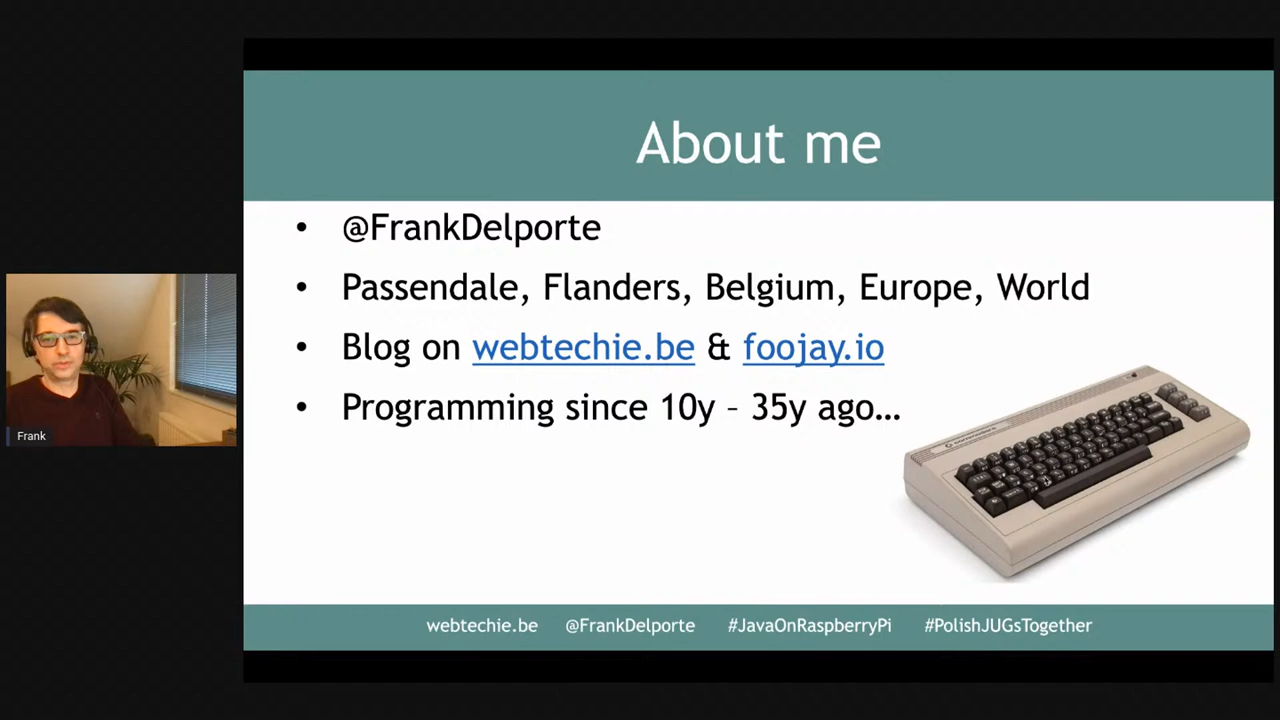 About me
• @FrankDelporte
• Passendale, Flanders, Belgium, Europe, World
• Blog on webtechie.be & foojay.io
• Programming since 10y – 35y ago…
commodore
Frank
webtechie.be @FrankDelporte #JavaOnRaspberryPi #PolishJUGsTogether